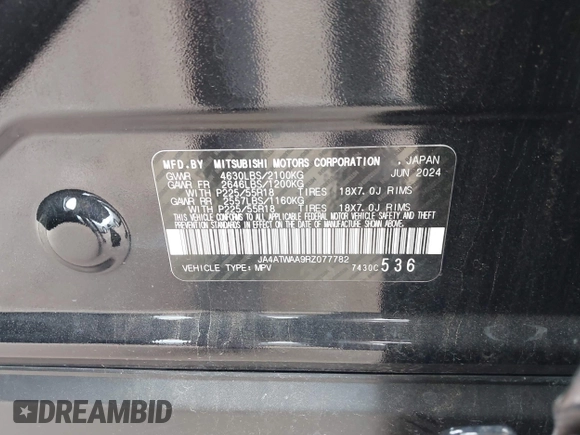 MFD.BY MITSUBISHI MOTORS CORPORATION . JAPAN
GVWR 4630LBS/2100KG JUN 2024
GAWR FR 2646LBS/1200KG
WITH P225/55R18 TIRES 18X7.0J RIMS
GAWR RR 2557LBS/1160KG
WITH P225/55R18 TIRES 18X7.0J RIMS
THIS VEHICLE CONFORMS TO ALL APPLICABLE FEDERAL MOTOR VEHICLE SAFETY, BUMPER AND THEFT
PREVENTION STANDARDS IN EFFECT ON THE DATE OF MANUFACTURE SHOWN ABOVE.
JA4ATWAA9RZ077782
VEHICLE TYPE:MPV 7430C536
DREAMBID